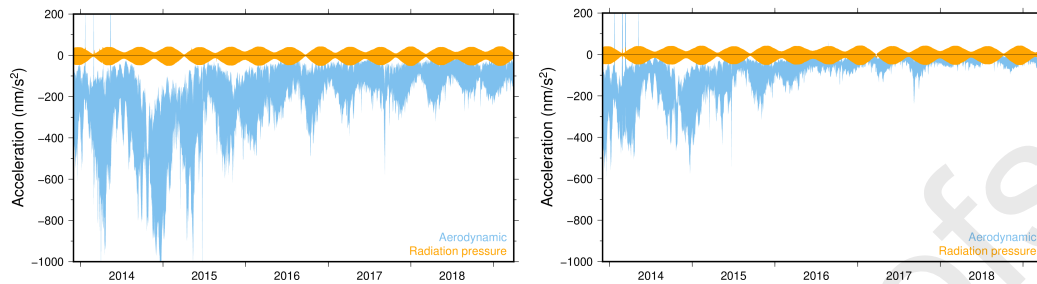 200
0
−200
−400
−600
−800
−1000
Acceleration (nm/s²)
2014 2015 2016 2017 2018
Aerodynamic
Radiation pressure
200
0
−200
−400
−600
−800
−1000
Acceleration (nm/s²)
2014 2015 2016 2017 2018
Aerodynamic
Radiation pressure
ofs